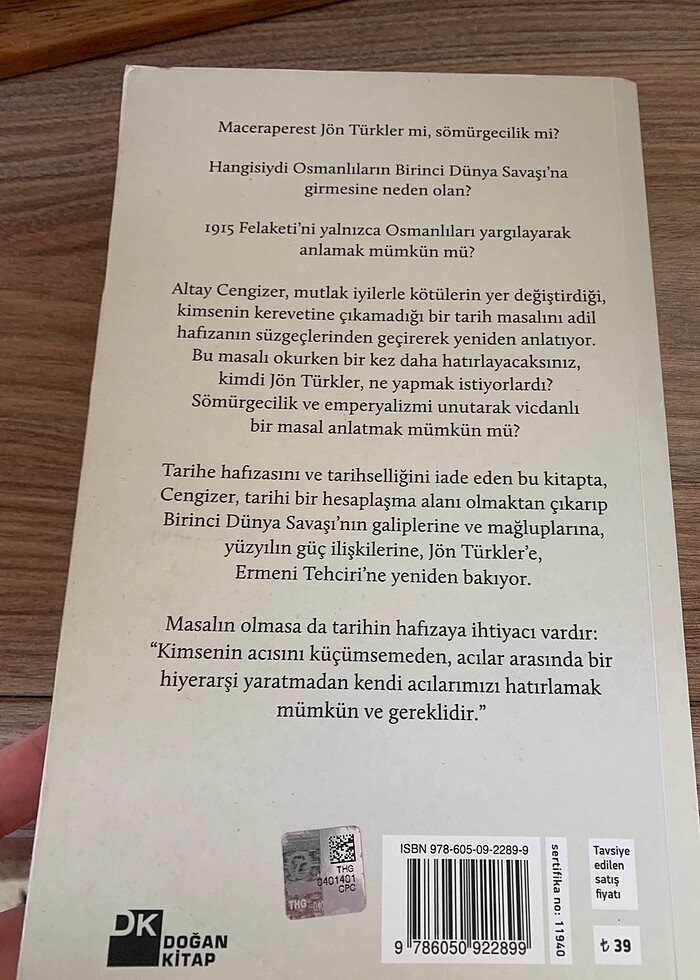 Maceraperest Jön Türkler mi, sömürgecilik mi?
Hangisiydi Osmanlıların Birinci Dünya Savaşı’na
girmesine neden olan?
1915 Felaketi’ni yalnızca Osmanlıları yargılayarak
anlamak mümkün mü?
Altay Cengizer, mutlak iyilerle kötülerin yer değiştirdiği,
kimsenin kerevetine çıkamadığı bir tarih masalını adil
hafızanın süzgeçlerinden geçirerek yeniden anlatıyor.
Bu masalı okurken bir kez daha hatırlayacaksınız,
kimdi Jön Türkler, ne yapmak istiyorlardı?
Sömürgecilik ve emperyalizmi unutarak vicdanlı
bir masal anlatmak mümkün mü?
Tarihe hafızasını ve tarihselliğini iade eden bu kitapta,
Cengizer, tarihi bir hesaplaşma alanı olmaktan çıkarıp
Birinci Dünya Savaşı’nın galiplerine ve mağluplarına,
yüzyılın güç ilişkilerine, Jön Türkler’e,
Ermeni Tehciri’ne yeniden bakıyor.
Masalın olmasa da tarihin hafızaya ihtiyacı vardır:
“Kimsenin acısını küçümsemeden, acılar arasında bir
hiyerarşi yaratmadan kendi acılarımızı hatırlamak
mümkün ve gereklidir.”
THG
0401401
CPC
THG
DK
DOĞAN
KİTAP
ISBN 978-605-09-2289-9
9 786050 922899
sertifika no: 11940
Tavsiye
edilen
satış
fiyatı
₺ 39